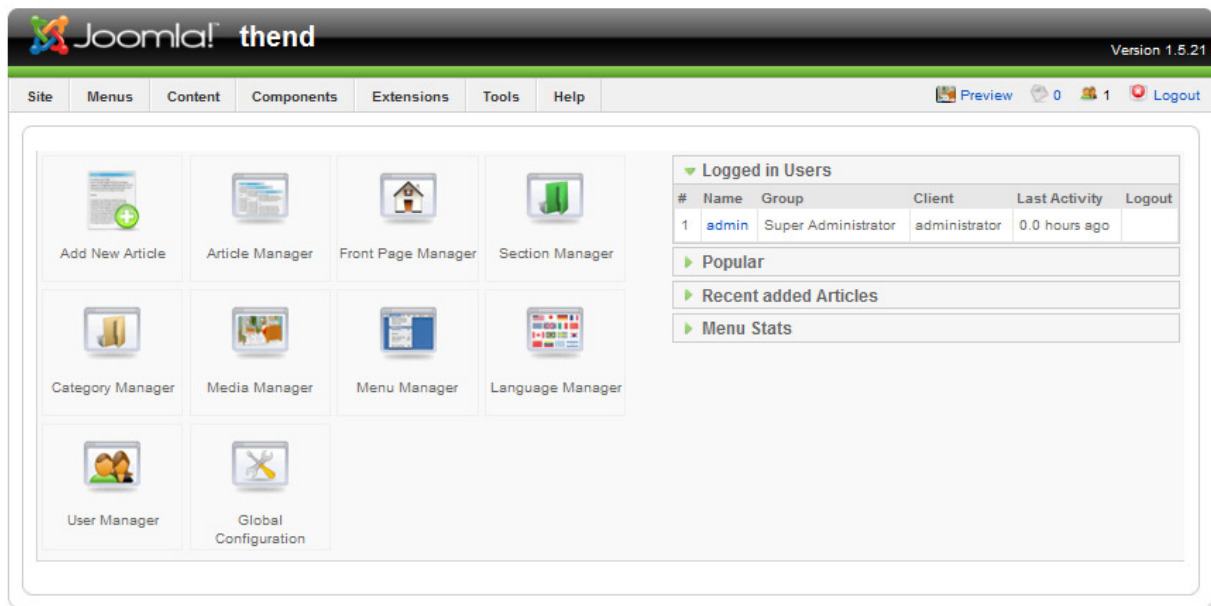 Joomla! thend
Version 1.5.21
Site Menus Content Components Extensions Tools Help Preview 0 1 Logout
Add New Article Article Manager Front Page Manager Section Manager
Category Manager Media Manager Menu Manager Language Manager
User Manager Global
Configuration
Logged in Users
# Name Group Client Last Activity Logout
1 admin Super Administrator administrator 0.0 hours ago
Popular
Recent added Articles
Menu Stats